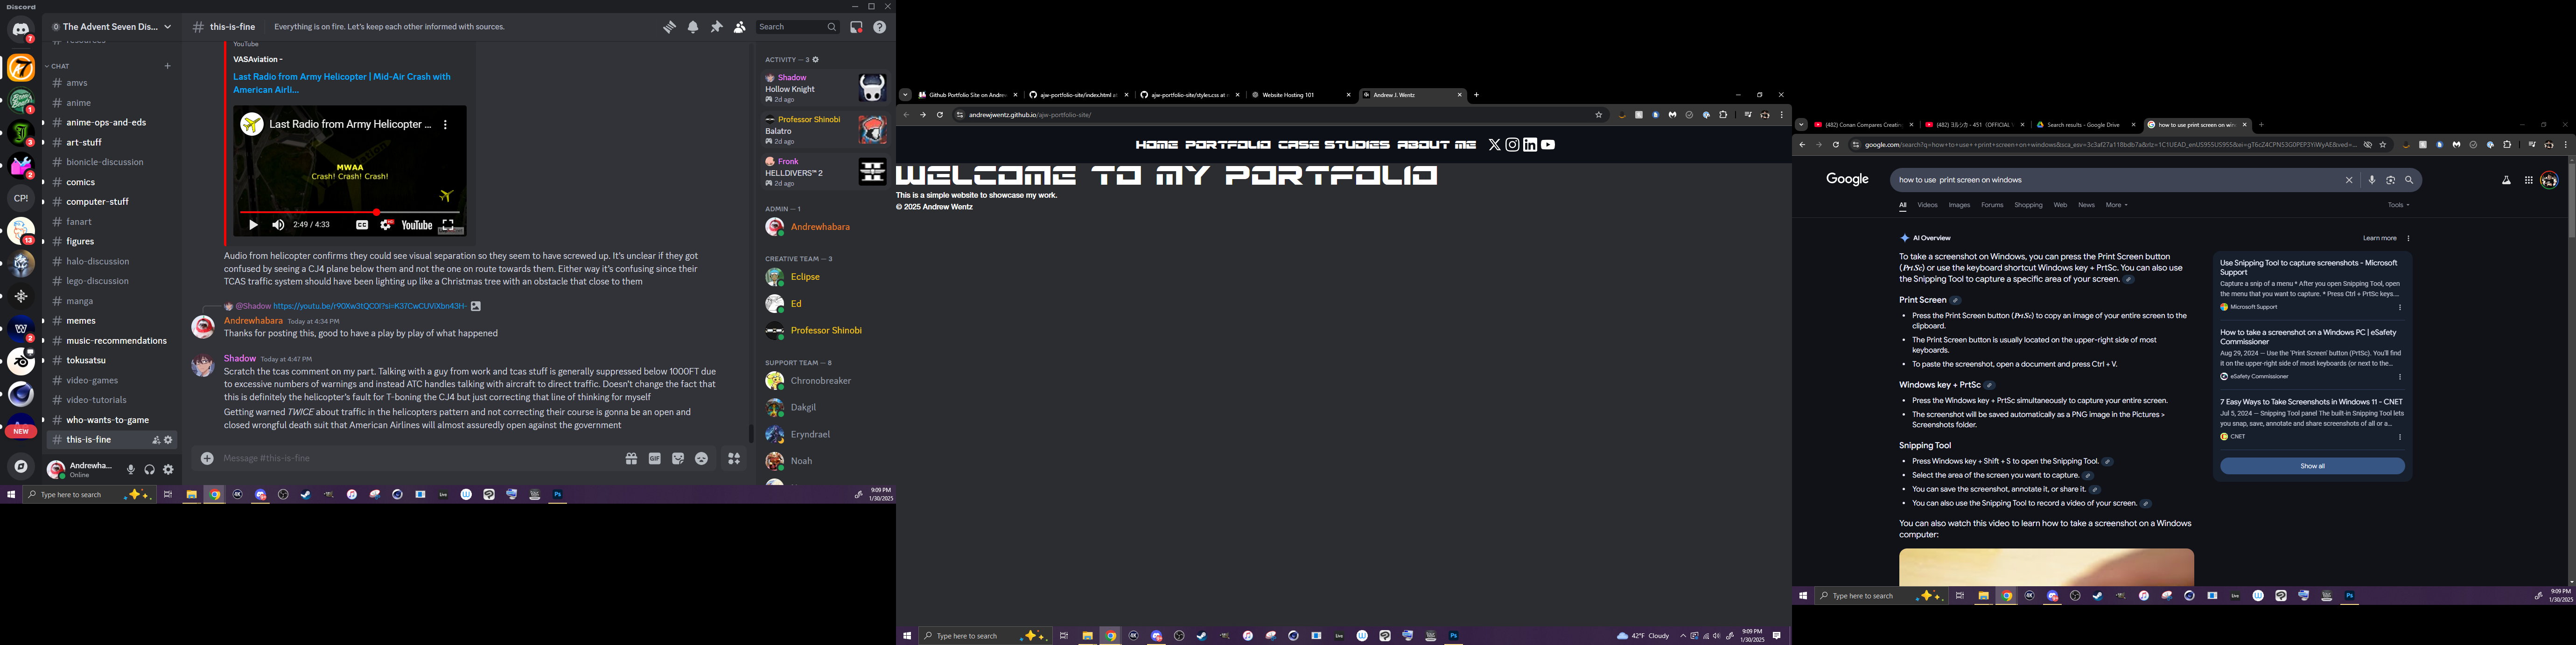 Discord
The Advent Seven Dis...
# this-is-fine
Everything is on fire. Let's keep each other informed with sources.
Search
resources
CHAT
amvs
anime
anime-ops-and-eds
art-stuff
bionicle-discussion
comics
computer-stuff
fanart
figures
halo-discussion
lego-discussion
manga
memes
music-recommendations
tokusatsu
video-games
video-tutorials
who-wants-to-game
this-is-fine
CP!
NEW
Andrewha...
Online
YouTube
VASAviation -
Last Radio from Army Helicopter | Mid-Air Crash with
American Airli...
Last Radio from Army Helicopter ...
MWAA
Crash! Crash! Crash!
2:49 / 4:33
YouTube
Audio from helicopter confirms they could see visual separation so they seem to have screwed up. It's unclear if they got
confused by seeing a CJ4 plane below them and not the one on route towards them. Either way it's confusing since their
TCAS traffic system should have been lighting up like a Christmas tree with an obstacle that close to them
Andrewhabara Today at 4:34 PM
Thanks for posting this, good to have a play by play of what happened
Shadow Today at 4:47 PM
Scratch the tcas comment on my part. Talking with a guy from work and tcas stuff is generally suppressed below 1000FT due
to excessive numbers of warnings and instead ATC handles talking with aircraft to direct traffic. Doesn't change the fact that
this is definitely the helicopter's fault for T-boning the CJ4 but just correcting that line of thinking for myself
Getting warned TWICE about traffic in the helicopters pattern and not correcting their course is gonna be an open and
closed wrongful death suit that American Airlines will almost assuredly open against the government
Message #this-is-fine
ACTIVITY — 3
Shadow
Hollow Knight
2d ago
Professor Shinobi
Balatro
2d ago
Fronk
HELLDIVERS™ 2
2d ago
ADMIN — 1
Andrewhabara
CREATIVE TEAM — 3
Eclipse
Ed
Professor Shinobi
SUPPORT TEAM — 8
Chronobreaker
Dakgil
Eryndrael
Noah
Type here to search
9:09 PM
1/30/2025
Github Portfolio Site on Andrew
ajw-portfolio-site/index.html at
ajw-portfolio-site/styles.css at
Website Hosting 101
Andrew J. Wentz
andrewjwentz.github.io/ajw-portfolio-site/
HOME PORTFOLIO CASE STUDIES ABOUT ME
WELCOME TO MY PORTFOLIO
This is a simple website to showcase my work.
© 2025 Andrew Wentz
Type here to search
42°F Cloudy
9:09 PM
1/30/2025
(482) Conan Compares Creatin
(482) ヨルシカ - 451（OFFICIAL
Search results - Google Drive
how to use print screen on win
Google
how to use print screen on windows
All Videos Images Forums Shopping Web News More
Tools
AI Overview
Learn more
To take a screenshot on Windows, you can press the Print Screen button
(PrtSc) or use the keyboard shortcut Windows key + PrtSc. You can also use
the Snipping Tool to capture a specific area of your screen.
Print Screen
Press the Print Screen button (PrtSc) to copy an image of your entire screen to the
clipboard.
The Print Screen button is usually located on the upper-right side of most
keyboards.
To paste the screenshot, open a document and press Ctrl + V.
Windows key + PrtSc
Press the Windows key + PrtSc simultaneously to capture your entire screen.
The screenshot will be saved automatically as a PNG image in the Pictures >
Screenshots folder.
Snipping Tool
Press Windows key + Shift + S to open the Snipping Tool.
Select the area of the screen you want to capture.
You can save the screenshot, annotate it, or share it.
You can also use the Snipping Tool to record a video of your screen.
You can also watch this video to learn how to take a screenshot on a Windows
computer:
Use Snipping Tool to capture screenshots - Microsoft
Support
Capture a snip of a menu * After you open Snipping Tool, open
the menu that you want to capture. * Press Ctrl + PrtSc keys....
Microsoft Support
How to take a screenshot on a Windows PC | eSafety
Commissioner
Aug 29, 2024 — Use the 'Print Screen' button (PrtSc). You'll find
it on the upper-right side of most keyboards (or next to the...
eSafety Commissioner
7 Easy Ways to Take Screenshots in Windows 11 - CNET
Jul 5, 2024 — Snipping Tool panel The built-in Snipping Tool lets
you snap, save, annotate and share screenshots of all or a...
CNET
Show all
Type here to search
9:09 PM
1/30/2025